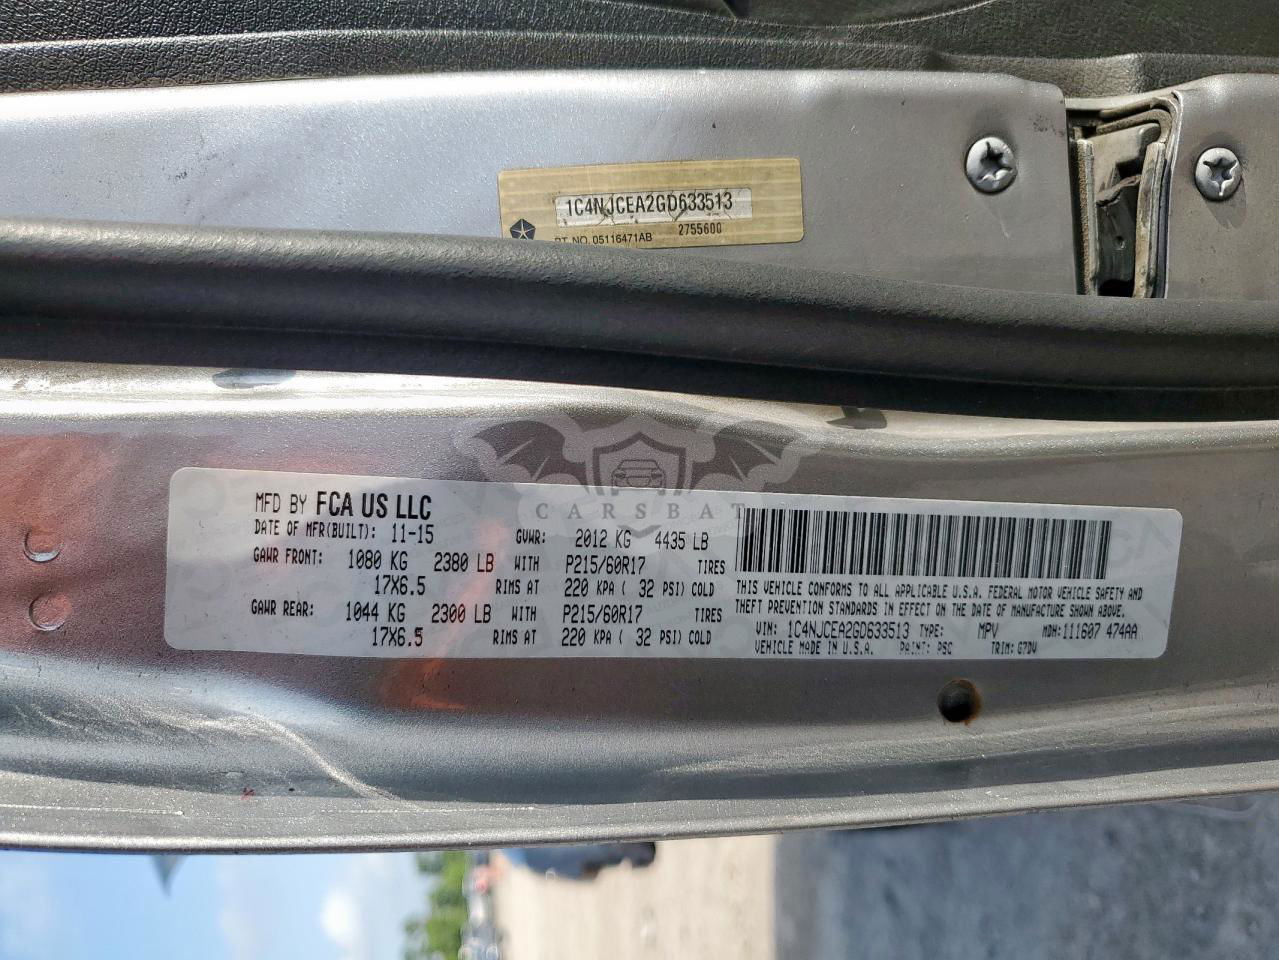 1C4NJCEA2GD633513
PT. NO. 05116471AB 2755600
CARSBAT
MFD BY FCA US LLC
DATE OF MFR(BUILT): 11-15 GVWR: 2012 KG 4435 LB
GAWR FRONT: 1080 KG 2380 LB WITH P215/60R17 TIRES
17X6.5 RIMS AT 220 KPA ( 32 PSI) COLD
GAWR REAR: 1044 KG 2300 LB WITH P215/60R17 TIRES
17X6.5 RIMS AT 220 KPA ( 32 PSI) COLD
THIS VEHICLE CONFORMS TO ALL APPLICABLE U.S.A. FEDERAL MOTOR VEHICLE SAFETY AND
THEFT PREVENTION STANDARDS IN EFFECT ON THE DATE OF MANUFACTURE SHOWN ABOVE.
VIN: 1C4NJCEA2GD633513 TYPE: MPV MDH: 111607 474AA
VEHICLE MADE IN U.S.A. PAINT: PSC TRIM: G7DV